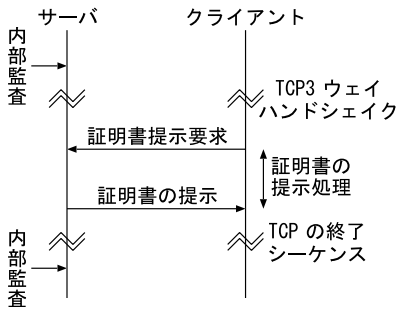 サーバ
クライアント
内部監査
TCP3 ウェイ
ハンドシェイク
証明書提示要求
証明書の
提示処理
証明書の提示
TCP の終了
シーケンス
内部監査